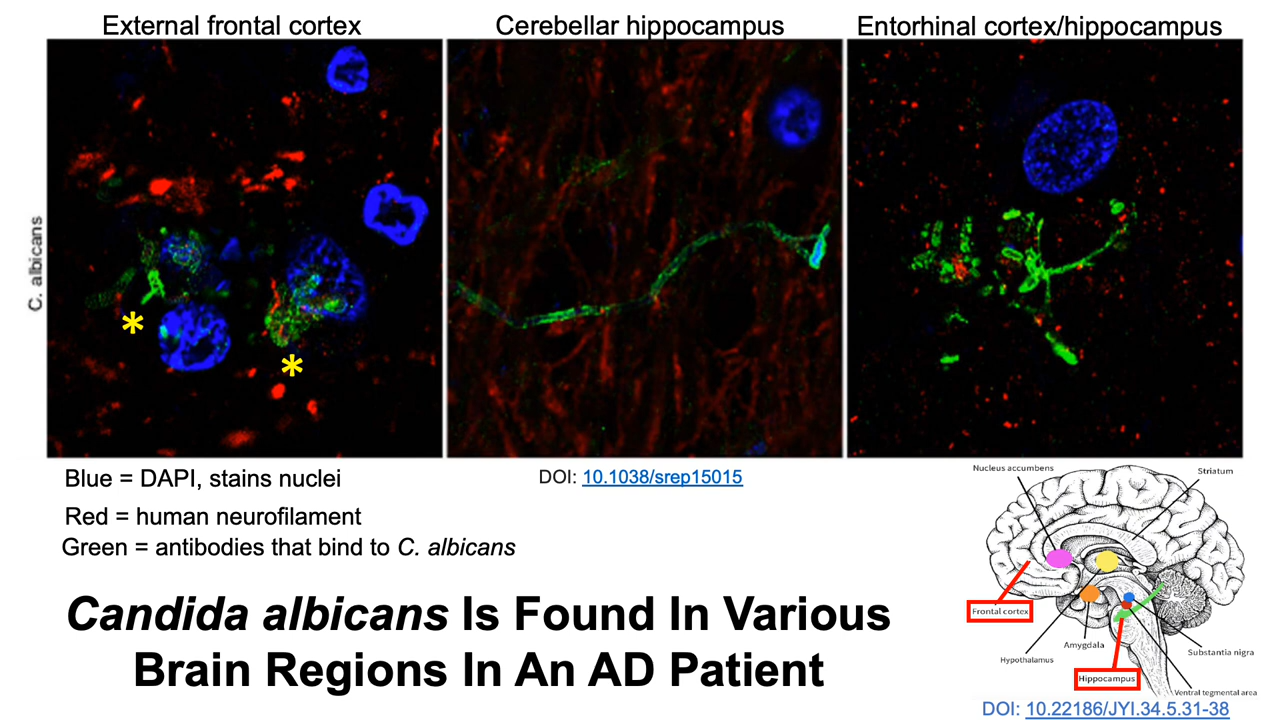 External frontal cortex
Cerebellar hippocampus
Entorhinal cortex/hippocampus
C. albicans
*
*
Blue = DAPI, stains nuclei
Red = human neurofilament
Green = antibodies that bind to C. albicans
DOI: 10.1038/srep15015
Candida albicans Is Found In Various
Brain Regions In An AD Patient
Nucleus accumbens
Striatum
Frontal cortex
Amygdala
Hypothalamus
Substantia nigra
Hippocampus
Ventral tegmental area
DOI: 10.22186/JYI.34.5.31-38